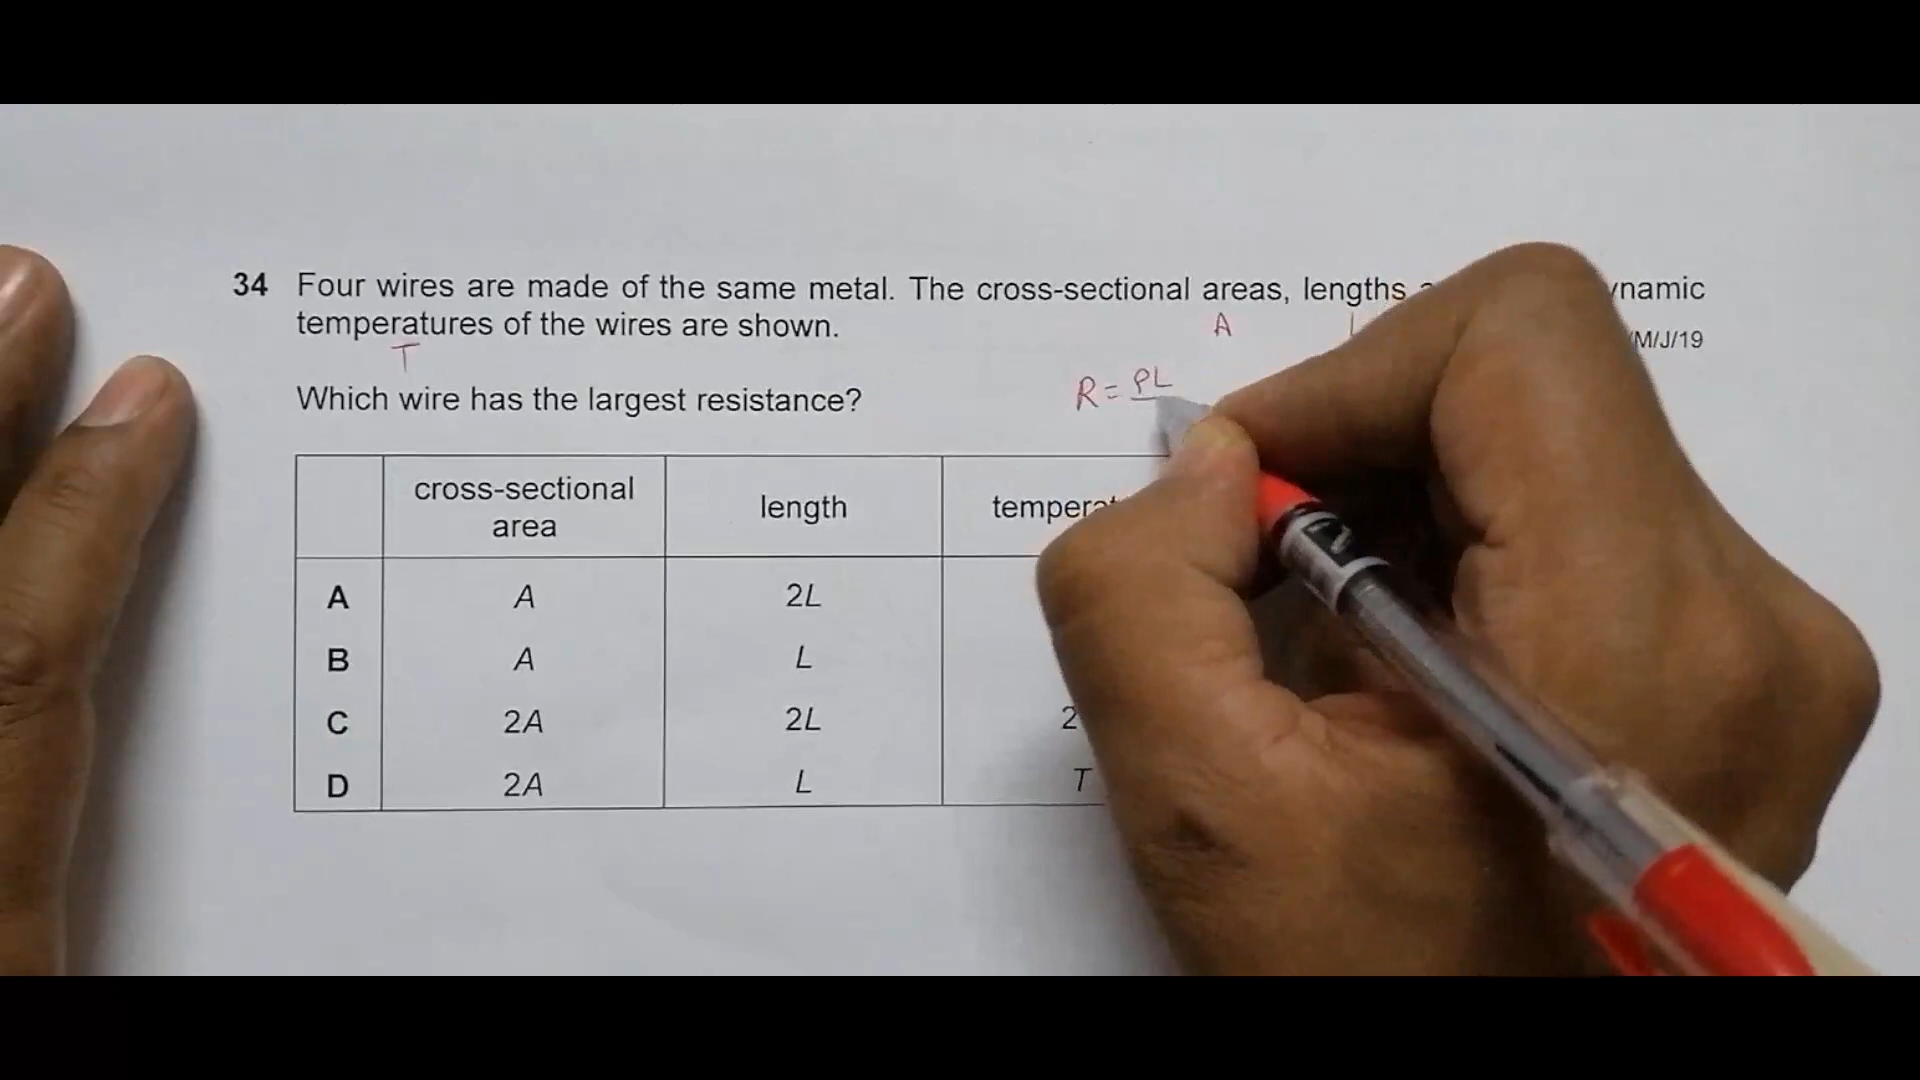 34 Four wires are made of the same metal. The cross-sectional areas, lengths
temperatures of the wires are shown.
A
M/J/19
T
R = ρL
Which wire has the largest resistance?
cross-sectional area length
A A 2L
B A L
C 2A 2L 2
D 2A L T